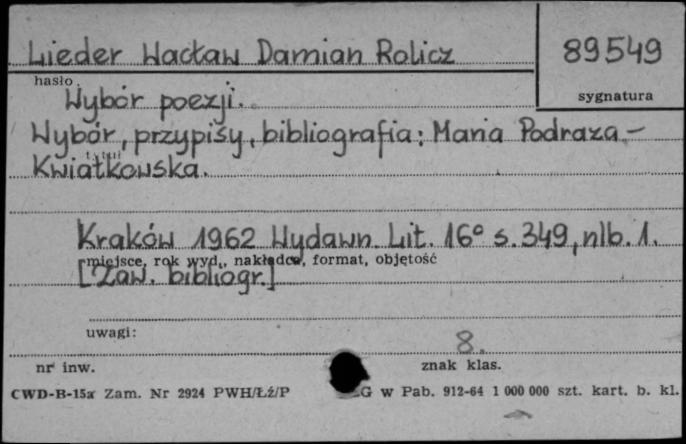 Lieder Wacław Damian Rolicz
89549
hasło
sygnatura
Wybór poezji.
Wybór, przypisy, bibliografia: Maria Podraza-
tytuł
Kwiatkowska.
Kraków 1962 Wydawn. Lit. 16° s. 349, nlb. 1.
miejsce, rok wyd., nakładca, format, objętość
[Zaw. bibliogr.]
uwagi:
8.
nr inw.
znak klas.
CWD-B-15a Zam. Nr 2924 PWH/Łź/P
G w Pab. 912-64 1 000 000 szt. kart. b. kl.